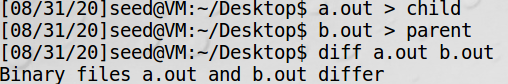 [08/31/20]seed@VM:~/Desktop$ a.out > child
[08/31/20]seed@VM:~/Desktop$ b.out > parent
[08/31/20]seed@VM:~/Desktop$ diff a.out b.out
Binary files a.out and b.out differ